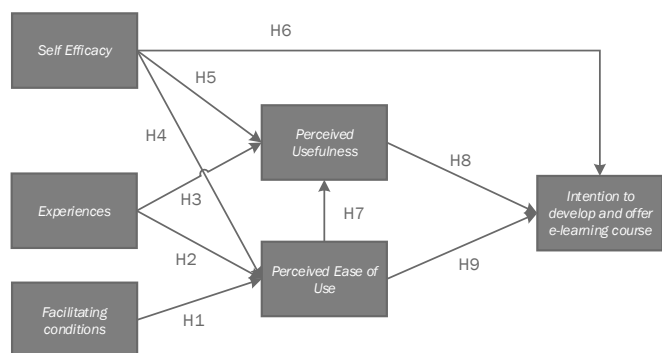 H6
Self Efficacy
H5
Perceived
Usefulness
H4
H8
H3
Experiences
H7
Intention to
develop and offer
e-learning course
H2
H9
Perceived Ease of
Use
Facilitating
conditions
H1